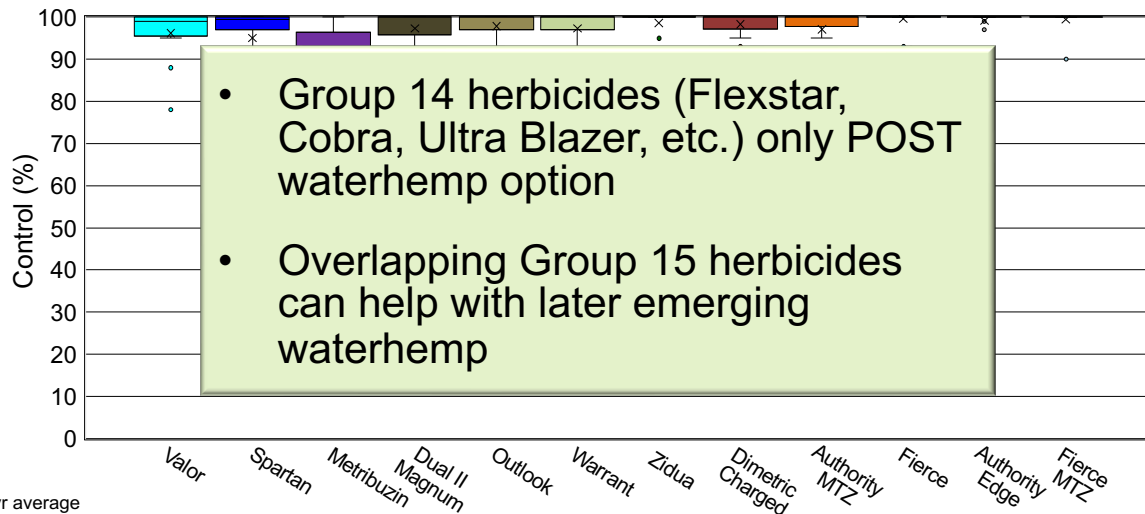 100
90
80
70
60
50
40
30
20
10
0
Control (%)
• Group 14 herbicides (Flexstar,
Cobra, Ultra Blazer, etc.) only POST
waterhemp option
• Overlapping Group 15 herbicides
can help with later emerging
waterhemp
Valor
Spartan
Metribuzin
Dual II
Magnum
Outlook
Warrant
Zidua
Dimetric
Charged
Authority
MTZ
Fierce
Authority
Edge
Fierce
MTZ
average